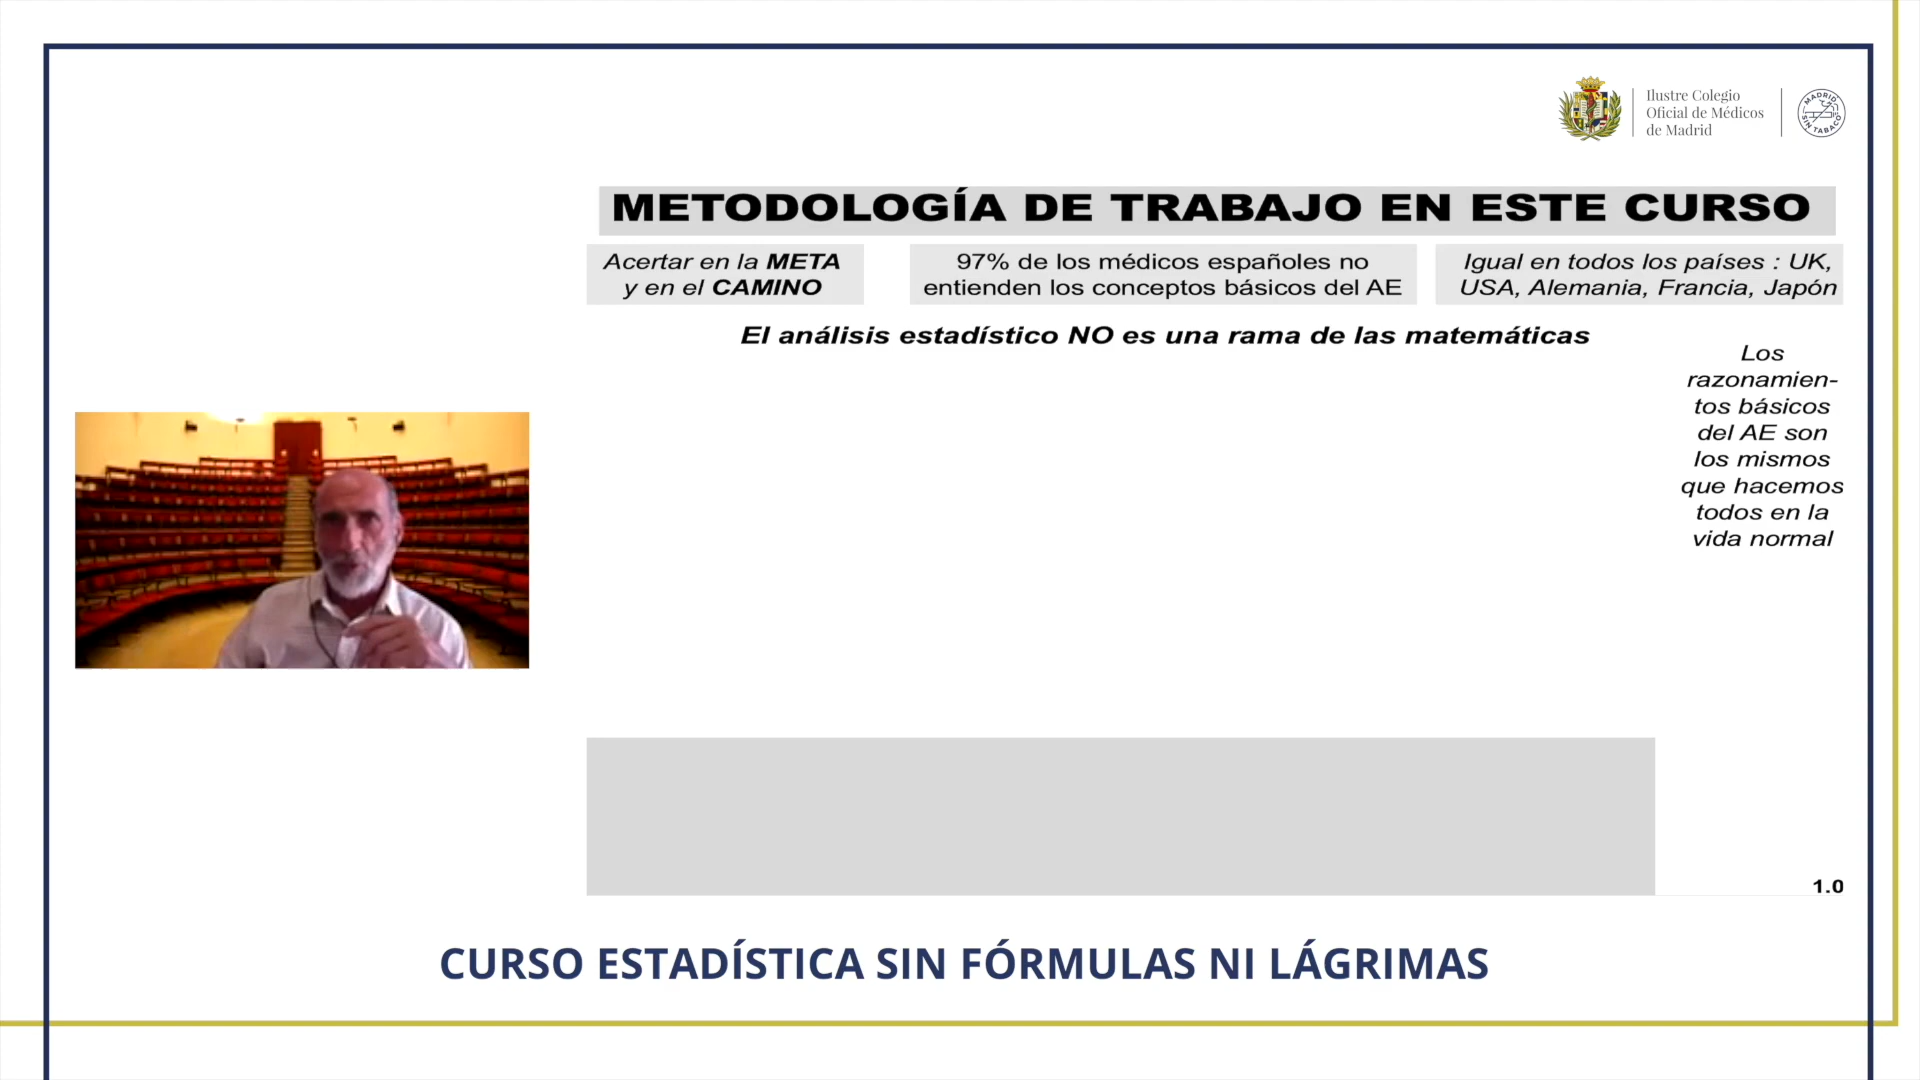 Ilustre Colegio
Oficial de Médicos
de Madrid
MADRID
SIN TABACO
METODOLOGÍA DE TRABAJO EN ESTE CURSO
Acertar en la META
y en el CAMINO
97% de los médicos españoles no
entienden los conceptos básicos del AE
Igual en todos los países : UK,
USA, Alemania, Francia, Japón
El análisis estadístico NO es una rama de las matemáticas
Los
razonamien-
tos básicos
del AE son
los mismos
que hacemos
todos en la
vida normal
1.0
CURSO ESTADÍSTICA SIN FÓRMULAS NI LÁGRIMAS